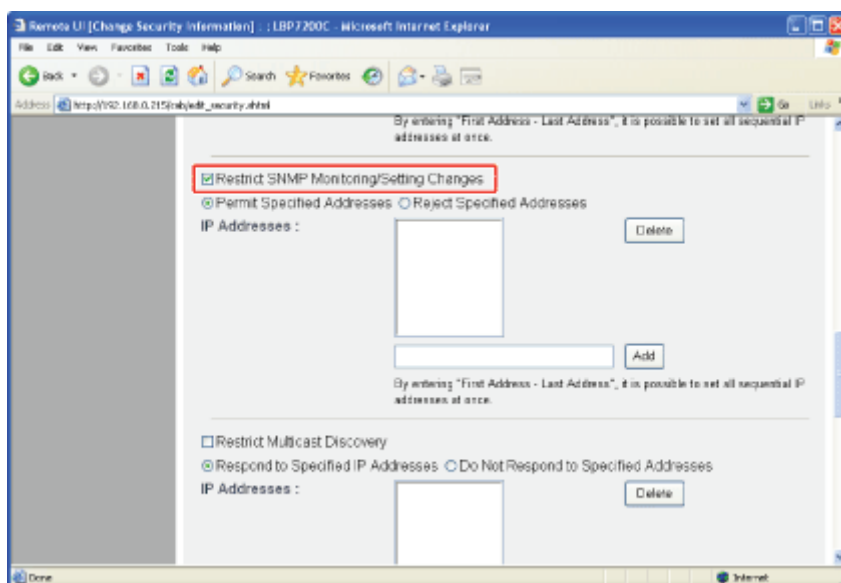 Remote UI [Change Security Information] : : LBP7200C - Microsoft Internet Explorer
File Edit View Favorites Tools Help
Back Search Favorites
Address http://192.168.0.215/cab/edit_security.shtml Go Links
By entering "First Address - Last Address", it is possible to set all sequential IP
addresses at once.
Restrict SNMP Monitoring/Setting Changes
Permit Specified Addresses Reject Specified Addresses
IP Addresses : Delete
Add
By entering "First Address - Last Address", it is possible to set all sequential IP
addresses at once.
Restrict Multicast Discovery
Respond to Specified IP Addresses Do Not Respond to Specified Addresses
IP Addresses : Delete
Done Internet